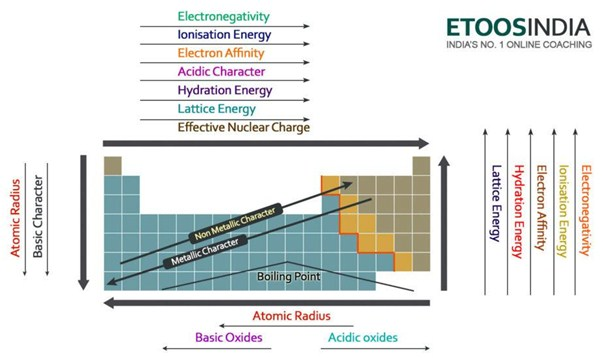 Electronegativity
Ionisation Energy
Electron Affinity
Acidic Character
Hydration Energy
Lattice Energy
Effective Nuclear Charge
ETOOSINDIA
INDIA'S NO. 1 ONLINE COACHING
Atomic Radius
Basic Character
Non Metallic Character
Metallic Character
Boiling Point
Lattice Energy
Hydration Energy
Electron Affinity
Ionisation Energy
Electronegativity
Atomic Radius
Basic Oxides
Acidic oxides